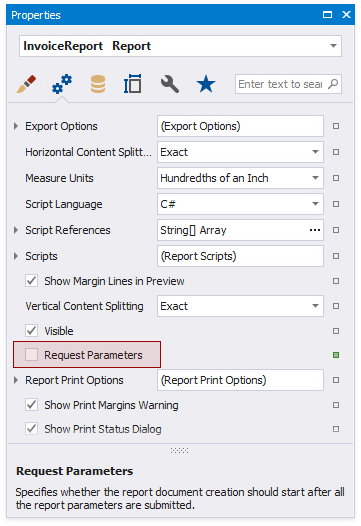 Properties
InvoiceReport Report
Enter text to sear
Export Options (Export Options)
Horizontal Content Splitt... Exact
Measure Units Hundredths of an Inch
Script Language C#
Script References String[] Array ...
Scripts (Report Scripts)
Show Margin Lines in Preview
Vertical Content Splitting Exact
Visible
Request Parameters
Report Print Options (Report Print Options)
Show Print Margins Warning
Show Print Status Dialog
Request Parameters
Specifies whether the report document creation should start after all
the report parameters are submitted.